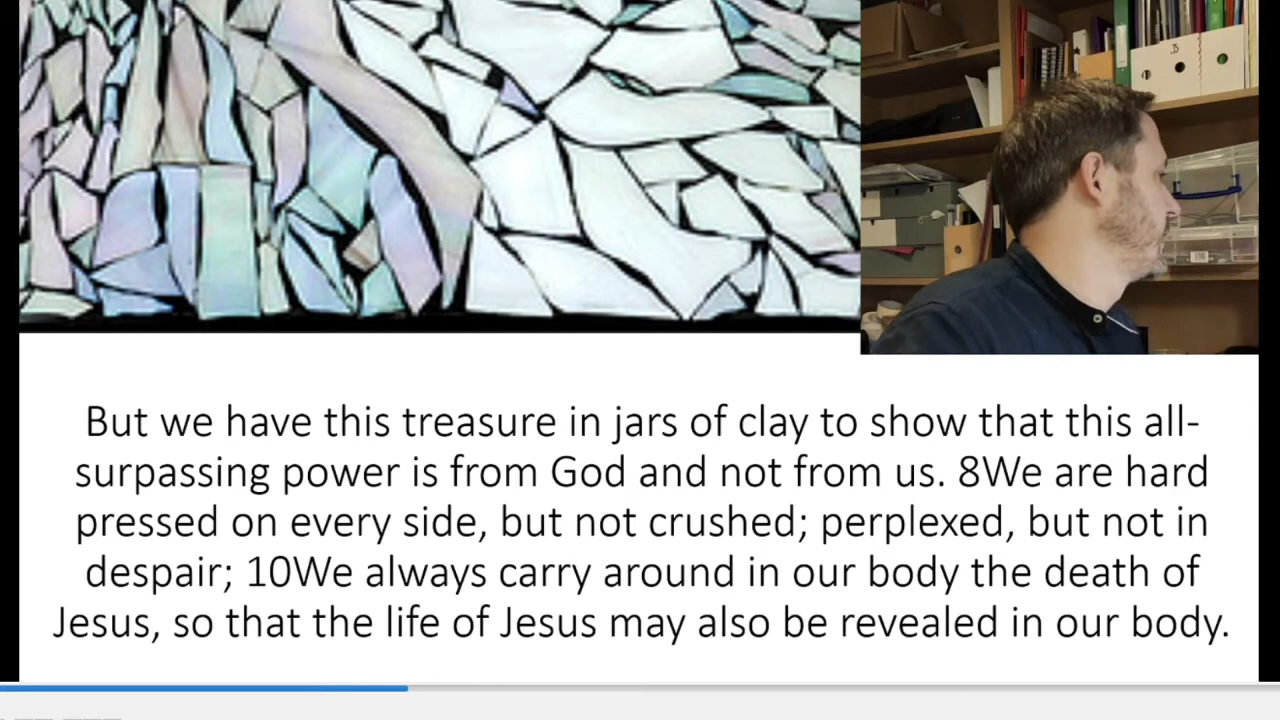 But we have this treasure in jars of clay to show that this all-
surpassing power is from God and not from us. 8We are hard
pressed on every side, but not crushed; perplexed, but not in
despair; 10We always carry around in our body the death of
Jesus, so that the life of Jesus may also be revealed in our body.